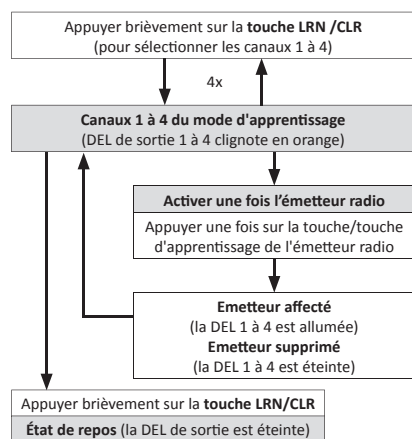 Appuyer brièvement sur la touche LRN /CLR
(pour sélectionner les canaux 1 à 4)
4x
Canaux 1 à 4 du mode d'apprentissage
(DEL de sortie 1 à 4 clignote en orange)
Activer une fois l’émetteur radio
Appuyer une fois sur la touche/touche
d'apprentissage de l'émetteur radio
Emetteur affecté
(la DEL 1 à 4 est allumée)
Emetteur supprimé
(la DEL 1 à 4 est éteinte)
Appuyer brièvement sur la touche LRN/CLR
État de repos (la DEL de sortie est éteinte)